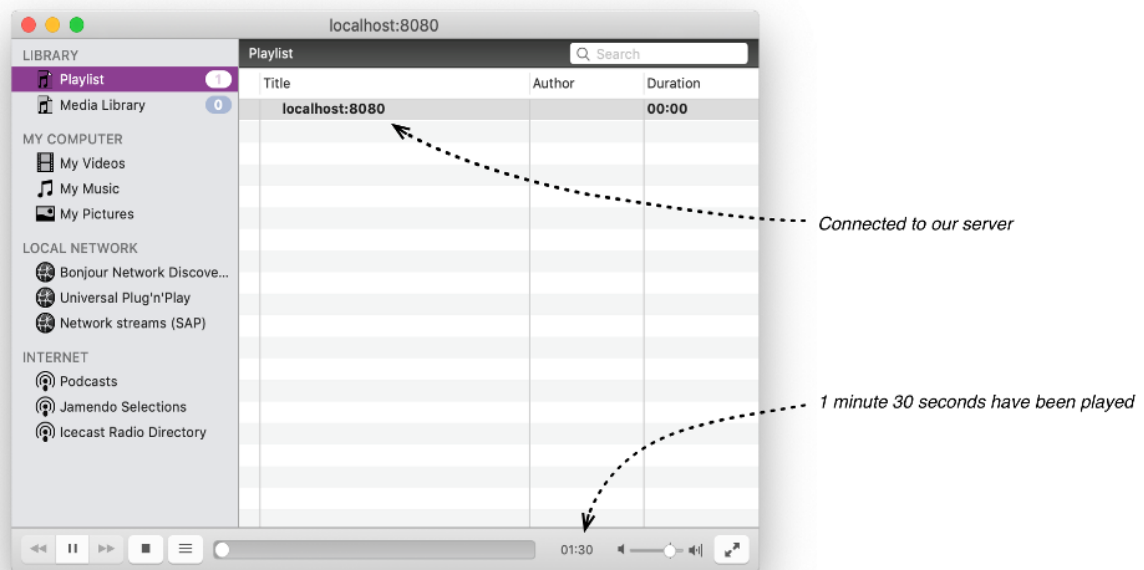 localhost:8080
LIBRARY
Playlist
1
Media Library
0
MY COMPUTER
My Videos
My Music
My Pictures
LOCAL NETWORK
Bonjour Network Discove...
Universal Plug'n'Play
Network streams (SAP)
INTERNET
Podcasts
Jamendo Selections
Icecast Radio Directory
Playlist
Search
Title Author Duration
localhost:8080 00:00
Connected to our server
1 minute 30 seconds have been played
01:30